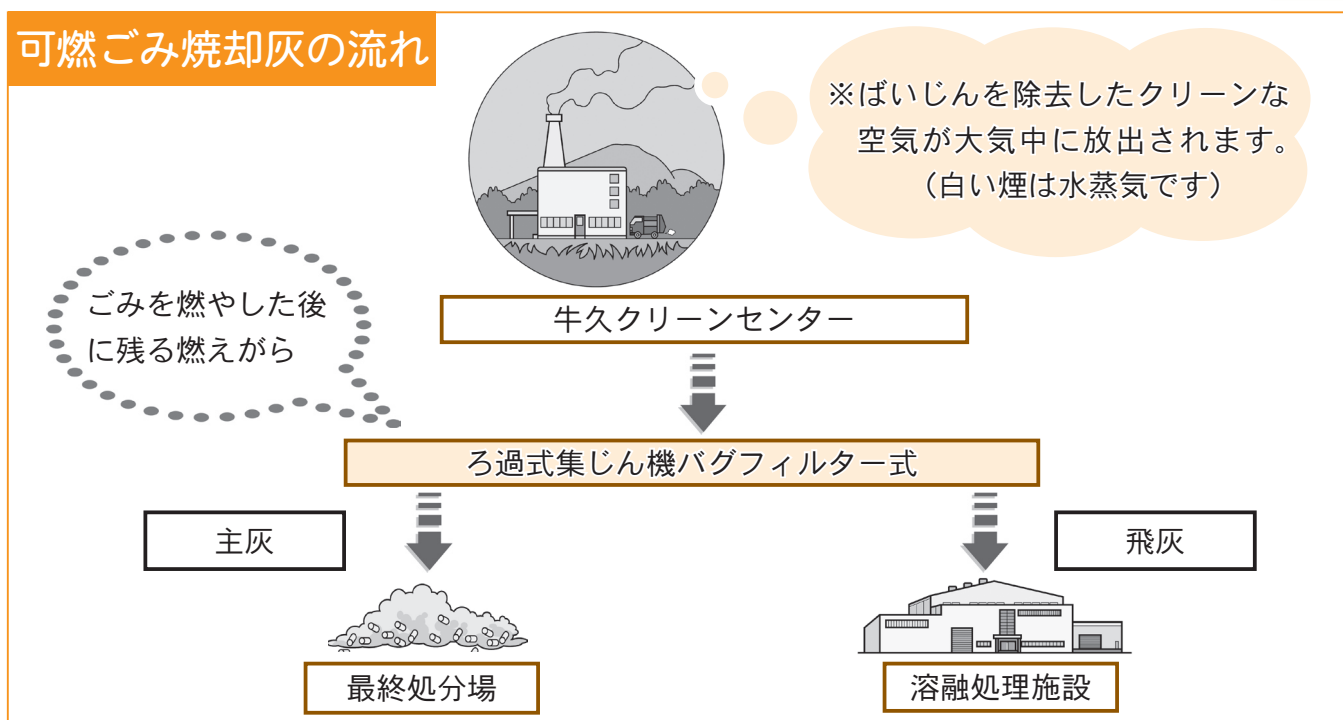 可燃ごみ焼却灰の流れ
※ばいじんを除去したクリーンな
空気が大気中に放出されます。
（白い煙は水蒸気です）
ごみを燃やした後
に残る燃えがら
牛久クリーンセンター
ろ過式集じん機バグフィルター式
主灰
飛灰
最終処分場
溶融処理施設